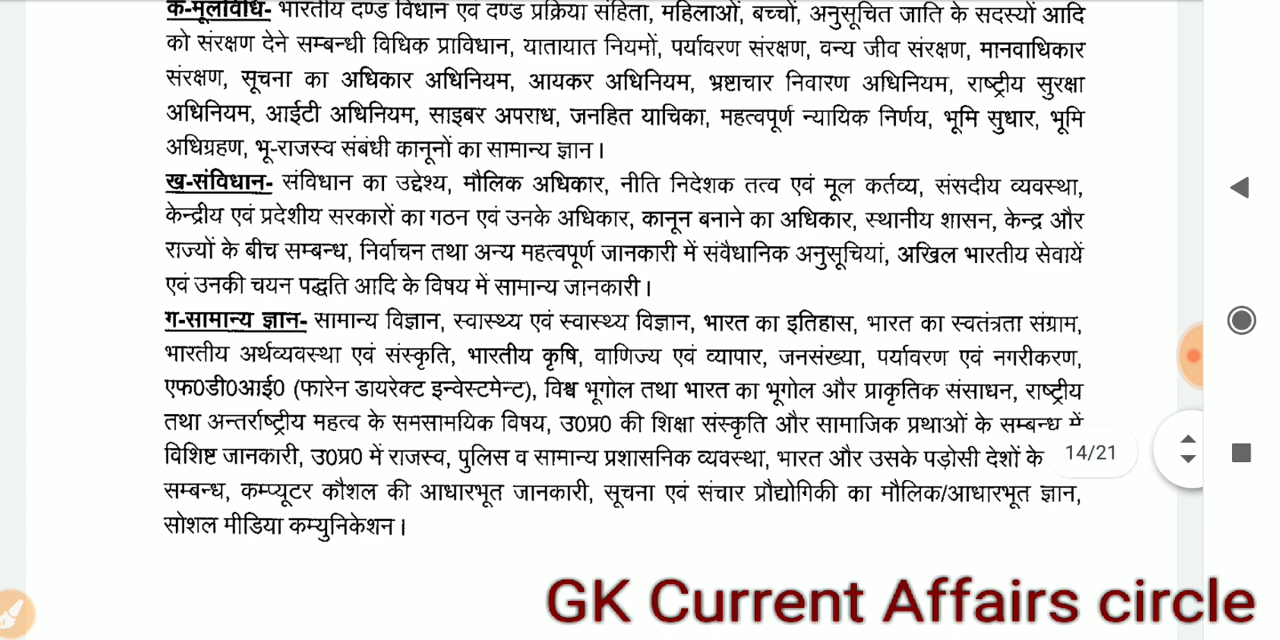 क-मूलविधि- भारतीय दण्ड विधान एवं दण्ड प्रक्रिया संहिता, महिलाओं, बच्चों, अनुसूचित जाति के सदस्यों आदि
को संरक्षण देने सम्बन्धी विधिक प्राविधान, यातायात नियमों, पर्यावरण संरक्षण, वन्य जीव संरक्षण, मानवाधिकार
संरक्षण, सूचना का अधिकार अधिनियम, आयकर अधिनियम, भ्रष्टाचार निवारण अधिनियम, राष्ट्रीय सुरक्षा
अधिनियम, आईटी अधिनियम, साइबर अपराध, जनहित याचिका, महत्वपूर्ण न्यायिक निर्णय, भूमि सुधार, भूमि
अधिग्रहण, भू-राजस्व संबंधी कानूनों का सामान्य ज्ञान।
ख-संविधान- संविधान का उद्देश्य, मौलिक अधिकार, नीति निदेशक तत्व एवं मूल कर्तव्य, संसदीय व्यवस्था,
केन्द्रीय एवं प्रदेशीय सरकारों का गठन एवं उनके अधिकार, कानून बनाने का अधिकार, स्थानीय शासन, केन्द्र और
राज्यों के बीच सम्बन्ध, निर्वाचन तथा अन्य महत्वपूर्ण जानकारी में संवैधानिक अनुसूचियां, अखिल भारतीय सेवायें
एवं उनकी चयन पद्धति आदि के विषय में सामान्य जानकारी।
ग-सामान्य ज्ञान- सामान्य विज्ञान, स्वास्थ्य एवं स्वास्थ्य विज्ञान, भारत का इतिहास, भारत का स्वतंत्रता संग्राम,
भारतीय अर्थव्यवस्था एवं संस्कृति, भारतीय कृषि, वाणिज्य एवं व्यापार, जनसंख्या, पर्यावरण एवं नगरीकरण,
एफ0डी0आई0 (फारेन डायरेक्ट इन्वेस्टमेन्ट), विश्व भूगोल तथा भारत का भूगोल और प्राकृतिक संसाधन, राष्ट्रीय
तथा अन्तर्राष्ट्रीय महत्व के समसामयिक विषय, उ0प्र0 की शिक्षा संस्कृति और सामाजिक प्रथाओं के सम्बन्ध में
विशिष्ट जानकारी, उ0प्र0 में राजस्व, पुलिस व सामान्य प्रशासनिक व्यवस्था, भारत और उसके पड़ोसी देशों के 14/21
सम्बन्ध, कम्प्यूटर कौशल की आधारभूत जानकारी, सूचना एवं संचार प्रौद्योगिकी का मौलिक/आधारभूत ज्ञान,
सोशल मीडिया कम्युनिकेशन।
GK Current Affairs circle